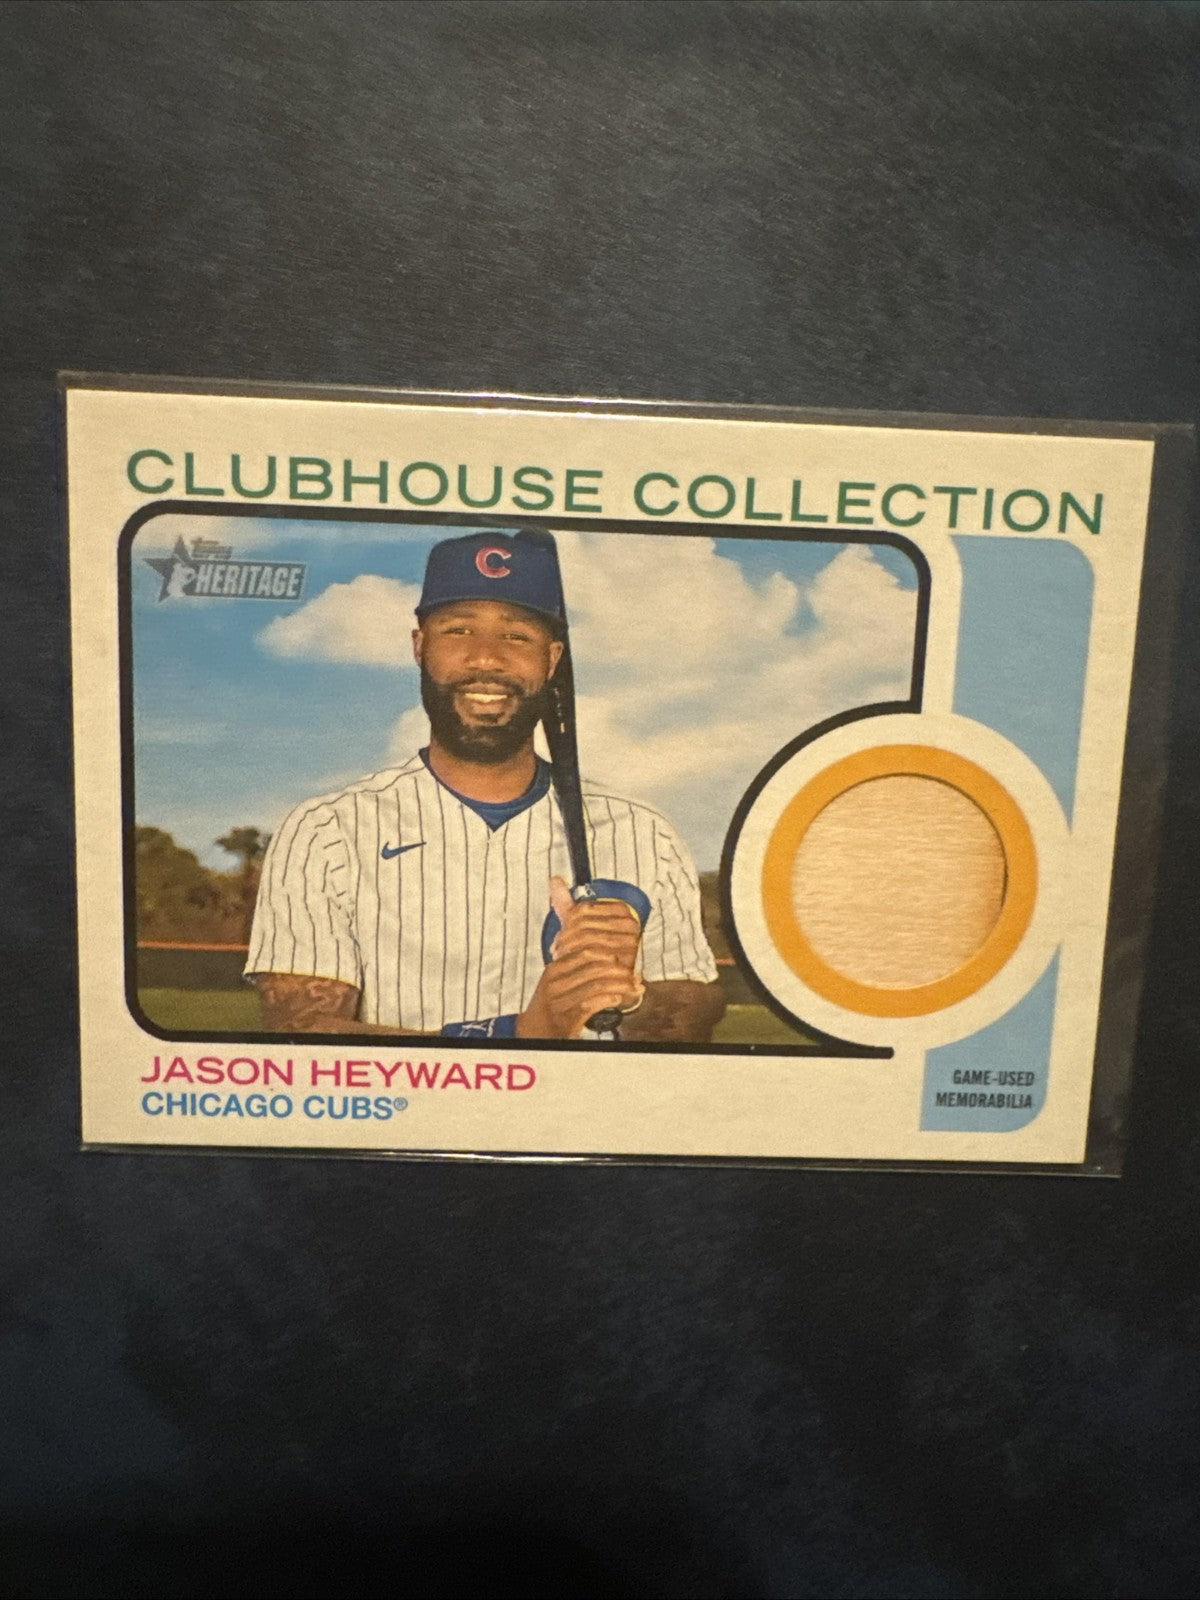 CLUBHOUSE COLLECTION
Topps
HERITAGE
C
JASON HEYWARD
CHICAGO CUBS®
GAME-USED
MEMORABILIA